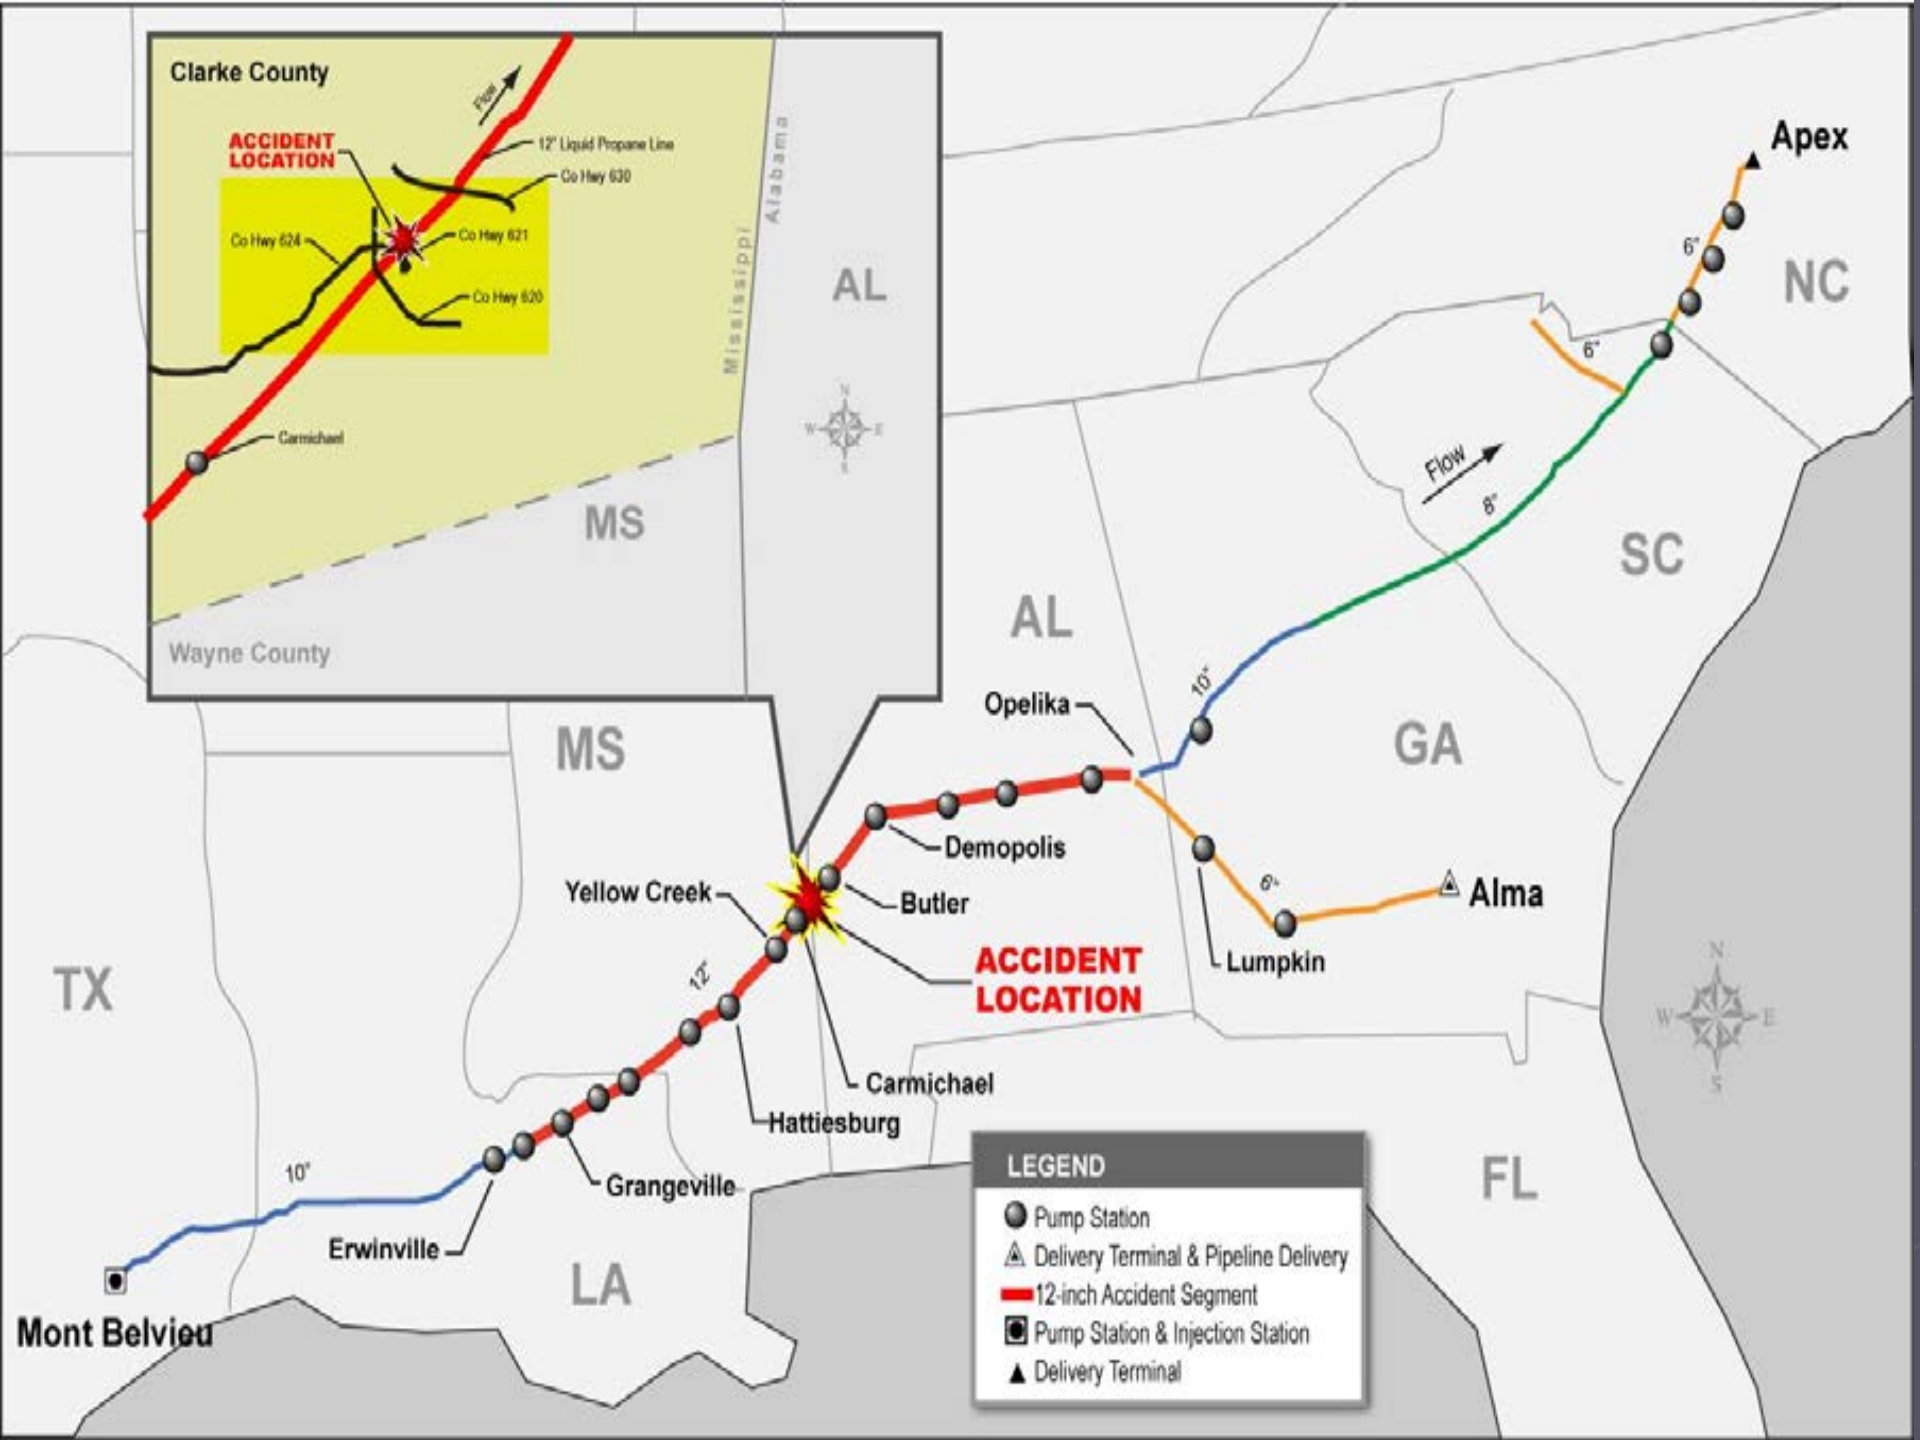 Clarke County
Flow
ACCIDENT
LOCATION
12" Liquid Propane Line
Co Hwy 630
Co Hwy 624
Co Hwy 621
Co Hwy 620
Carmichael
Mississippi
Alabama
AL
N
W E
S
MS
Wayne County
Apex
6"
NC
6"
Flow
8"
SC
AL
10"
Opelika
GA
MS
Demopolis
Yellow Creek
Butler
6"
Alma
Lumpkin
ACCIDENT
LOCATION
TX
12"
N
W E
S
Carmichael
Hattiesburg
10"
Grangeville
Erwinville
LA
FL
Mont Belvieu
LEGEND
Pump Station
Delivery Terminal & Pipeline Delivery
12-inch Accident Segment
Pump Station & Injection Station
Delivery Terminal